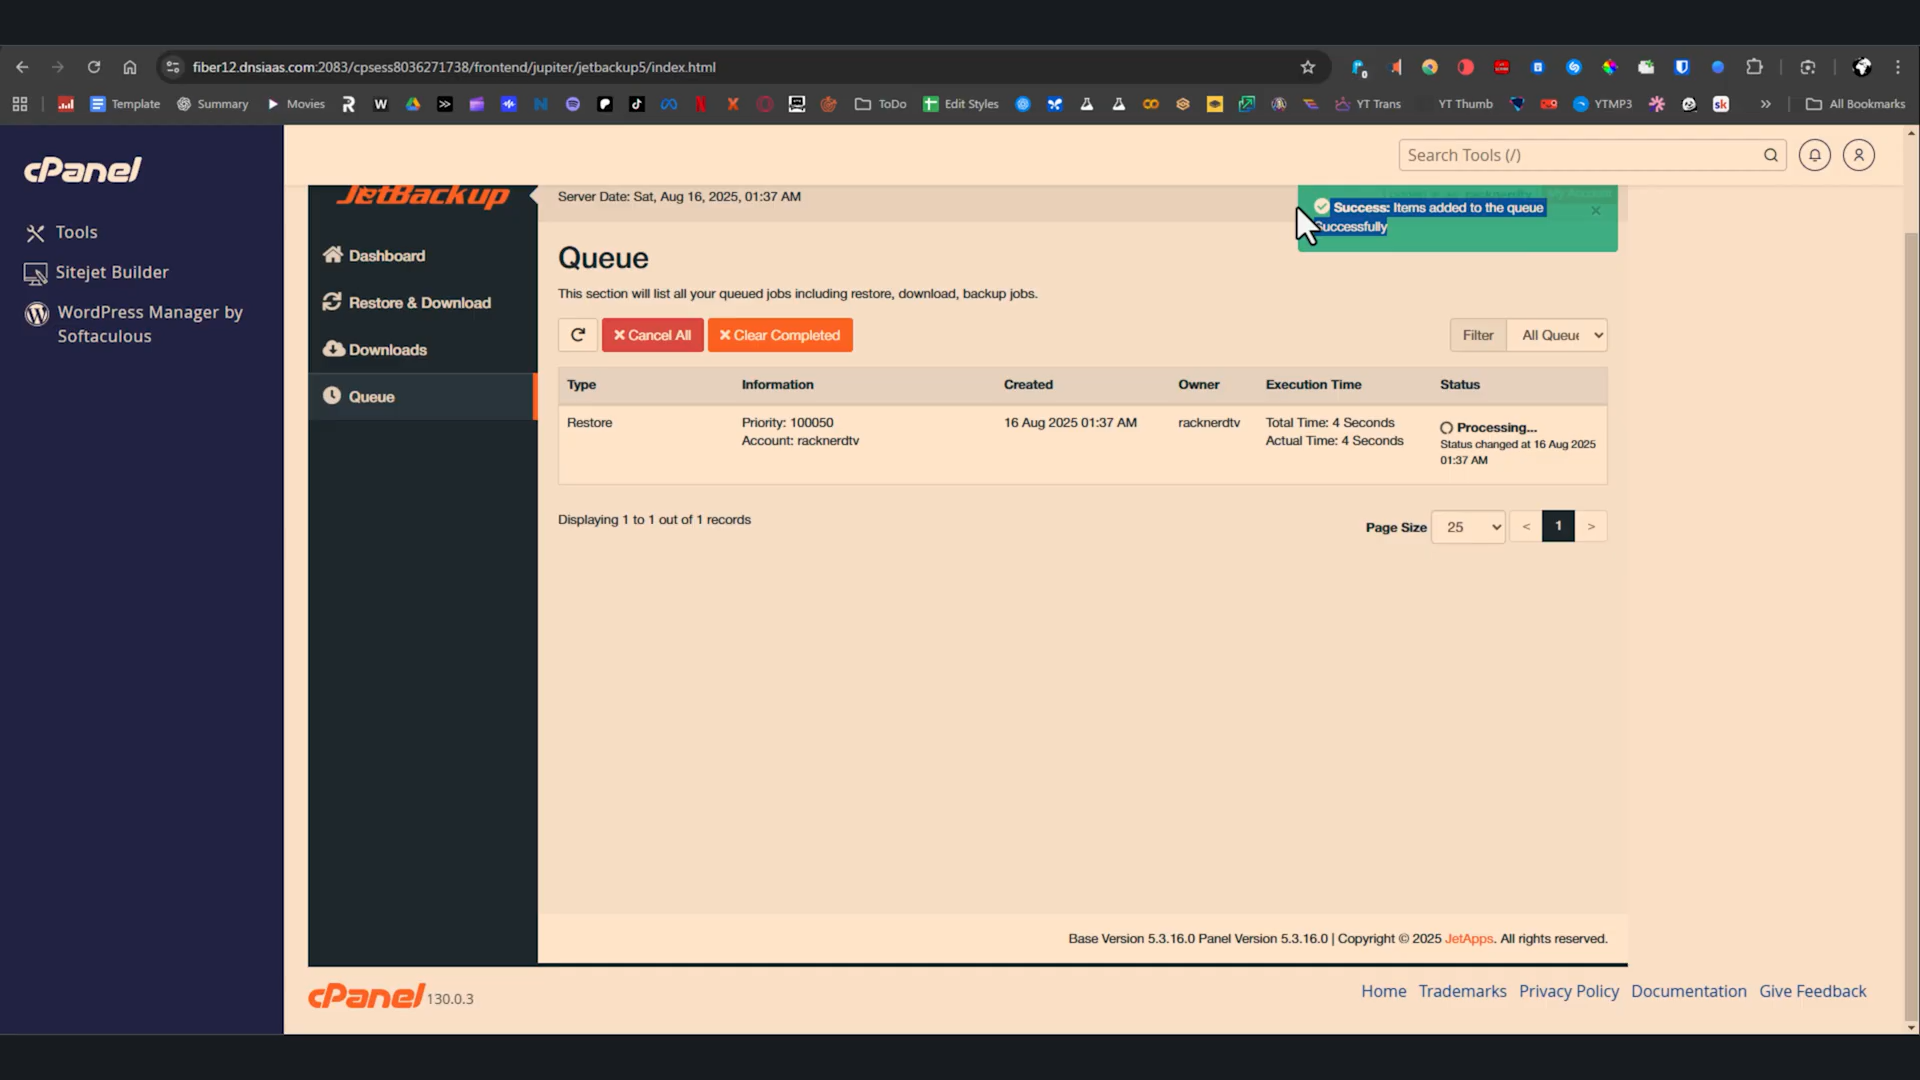 fiber12.dnsiaas.com:2083/cpsess8036271738/frontend/jupiter/jetbackup5/index.html
Template Summary Movies ToDo Edit Styles YT Trans YT Thumb YTMP3 All Bookmarks
cPanel
Tools
Sitejet Builder
WordPress Manager by
Softaculous
Search Tools (/)
JetBackup
Dashboard
Restore & Download
Downloads
Queue
Server Date: Sat, Aug 16, 2025, 01:37 AM
Success: Items added to the queue
Successfully
Queue
This section will list all your queued jobs including restore, download, backup jobs.
Cancel All
Clear Completed
Filter
All Queue
Type Information Created Owner Execution Time Status
Restore
Priority: 100050
Account: racknerdtv
16 Aug 2025 01:37 AM
racknerdtv
Total Time: 4 Seconds
Actual Time: 4 Seconds
Processing...
Status changed at 16 Aug 2025
01:37 AM
Displaying 1 to 1 out of 1 records
Page Size 25 < 1 >
Base Version 5.3.16.0 Panel Version 5.3.16.0 | Copyright © 2025 JetApps. All rights reserved.
cPanel 130.0.3
Home Trademarks Privacy Policy Documentation Give Feedback